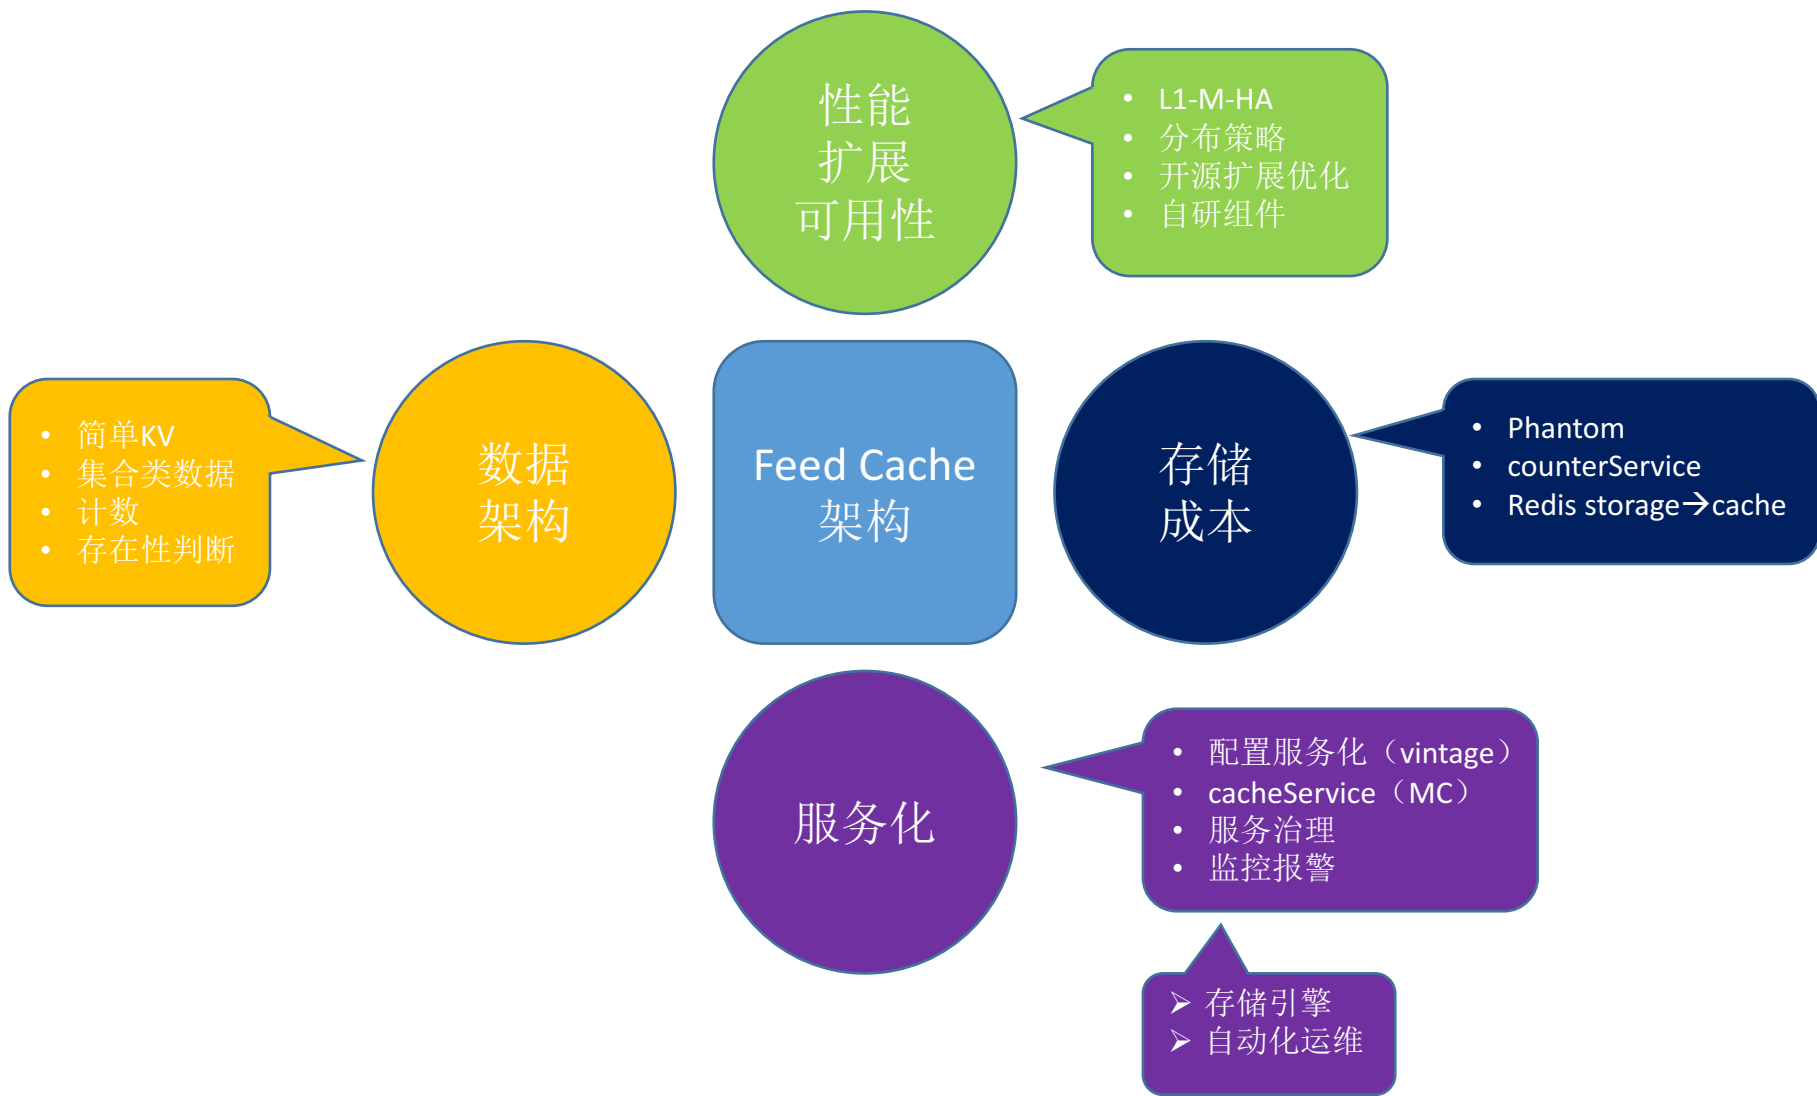 性能
扩展
可用性
• L1-M-HA
• 分布策略
• 开源扩展优化
• 自研组件
• 简单KV
• 集合类数据
• 计数
• 存在性判断
数据
架构
Feed Cache
架构
存储
成本
• Phantom
• counterService
• Redis storage→cache
服务化
• 配置服务化（vintage）
• cacheService（MC）
• 服务治理
• 监控报警
➢ 存储引擎
➢ 自动化运维